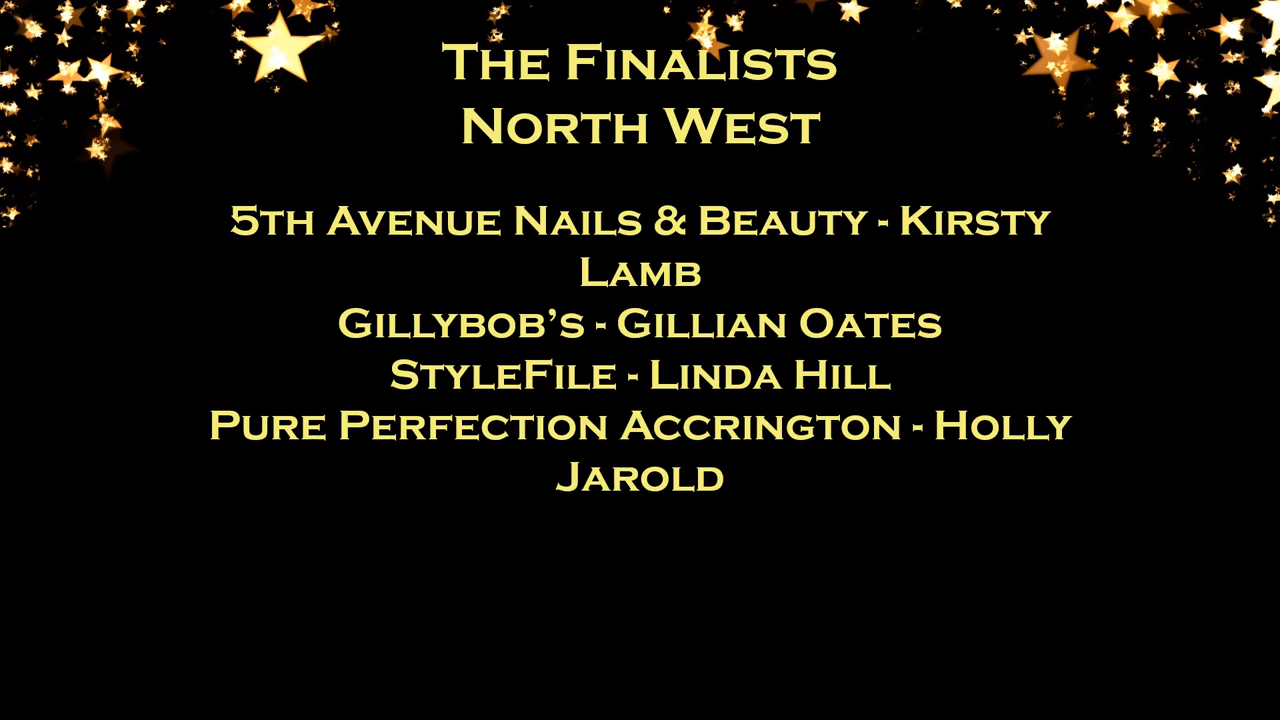 The Finalists
North West
5th Avenue Nails & Beauty - Kirsty
Lamb
Gillybob’s - Gillian Oates
StyleFile - Linda Hill
Pure Perfection Accrington - Holly
Jarold